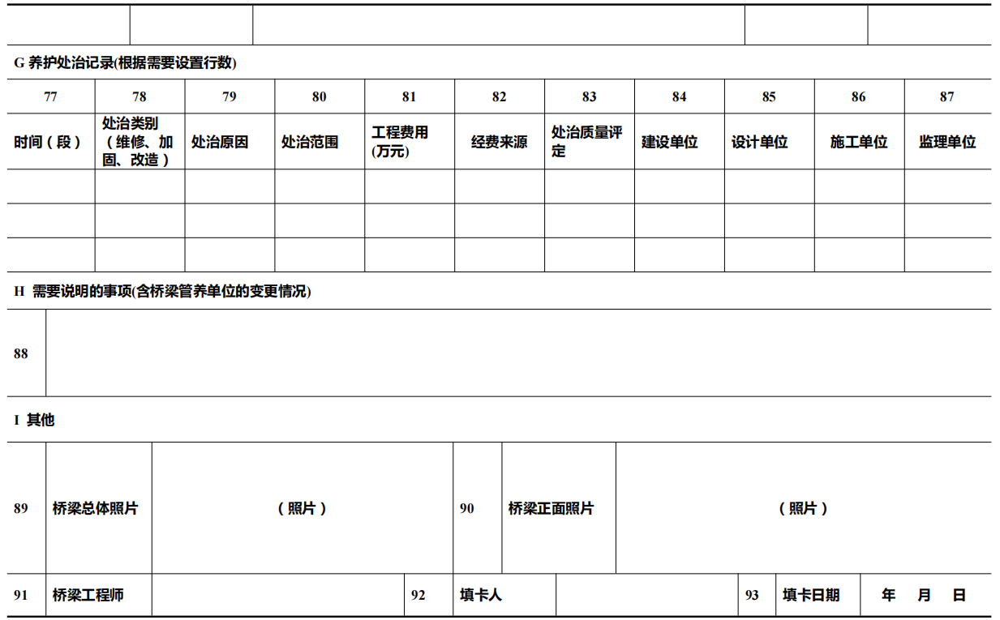 G 养护处治记录(根据需要设置行数)
77 78 79 80 81 82 83 84 85 86 87
时间（段） 处治类别（维修、加固、改造） 处治原因 处治范围 工程费用(万元) 经费来源 处治质量评定 建设单位 设计单位 施工单位 监理单位
H 需要说明的事项(含桥梁管养单位的变更情况)
88
I 其他
89 桥梁总体照片 （照片） 90 桥梁正面照片 （照片）
91 桥梁工程师 92 填卡人 93 填卡日期 年 月 日